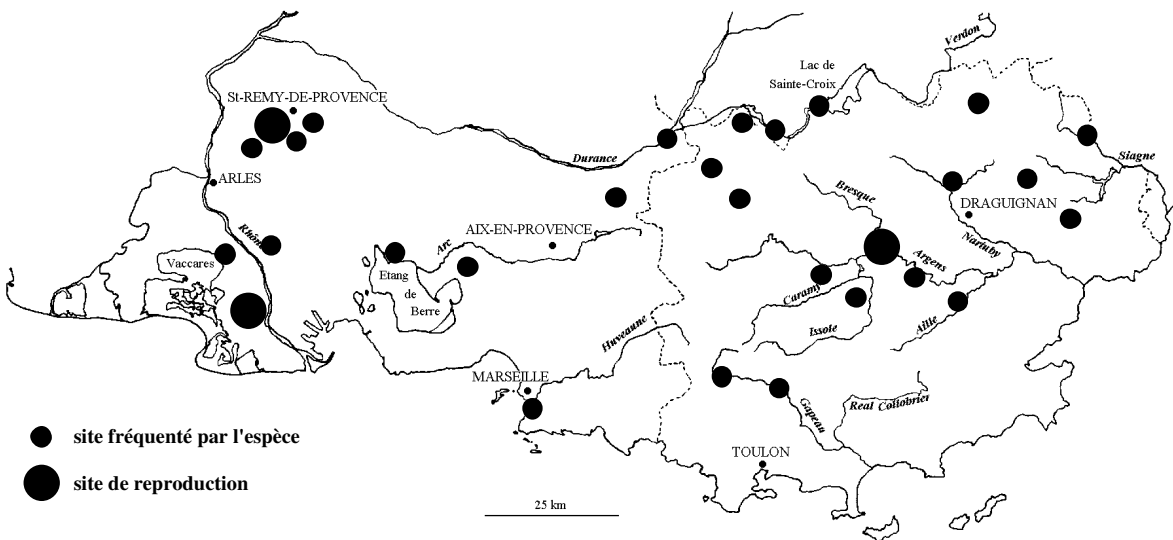 Verdon
Lac de
Sainte-Croix
St-REMY-DE-PROVENCE
Durance
Siagne
ARLES
Bresque
DRAGUIGNAN
Rhône
Arc
AIX-EN-PROVENCE
Nartuby
Argens
Vaccares
Etang
de
Berre
Caramy
Issole
Aille
Huveaune
MARSEILLE
Gapeau
Real Collobrier
site fréquenté par l'espèce
TOULON
site de reproduction
25 km